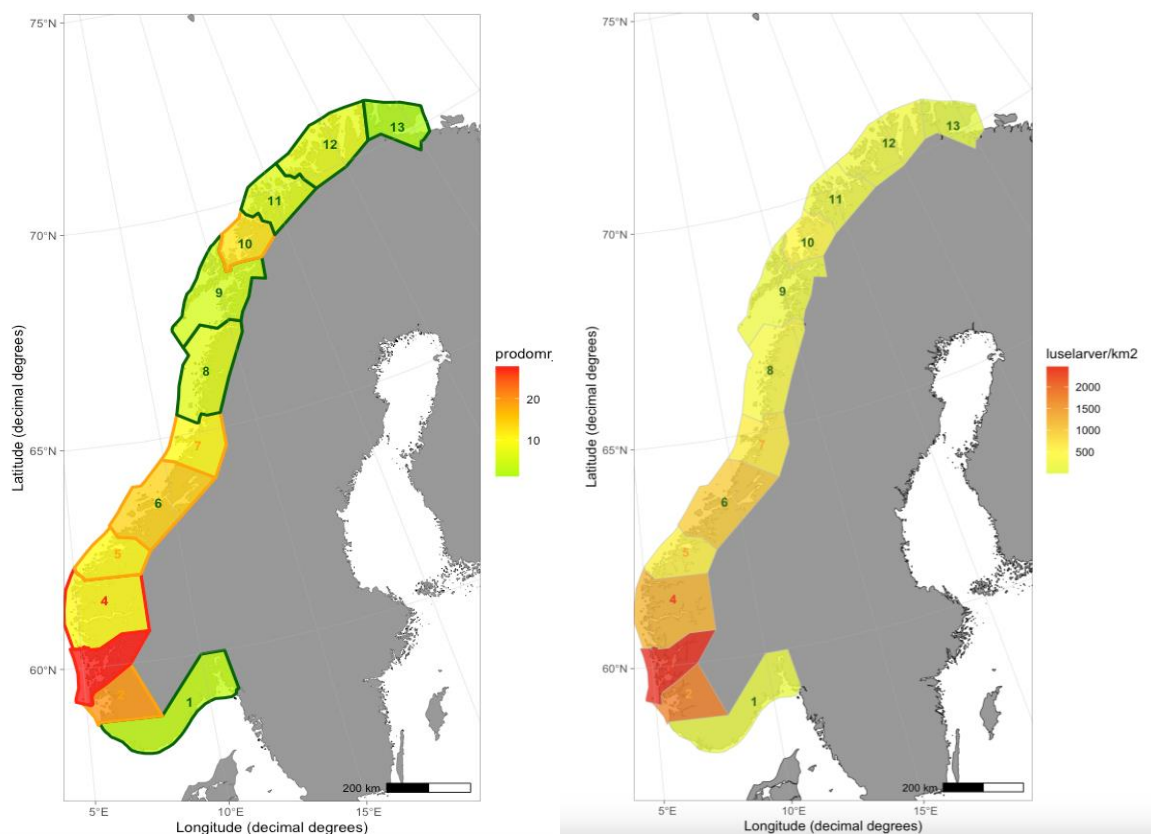 75°N
70°N
65°N
60°N
Latitude (decimal degrees)
13
12
11
10
9
8
7
6
5
4
2
1
prodomr
20
10
200 km
5°E
10°E
15°E
Longitude (decimal degrees)
75°N
70°N
65°N
60°N
Latitude (decimal degrees)
13
12
11
10
9
8
7
6
5
4
2
1
luselarver/km2
2000
1500
1000
500
200 km
5°E
10°E
15°E
Longitude (decimal degrees)